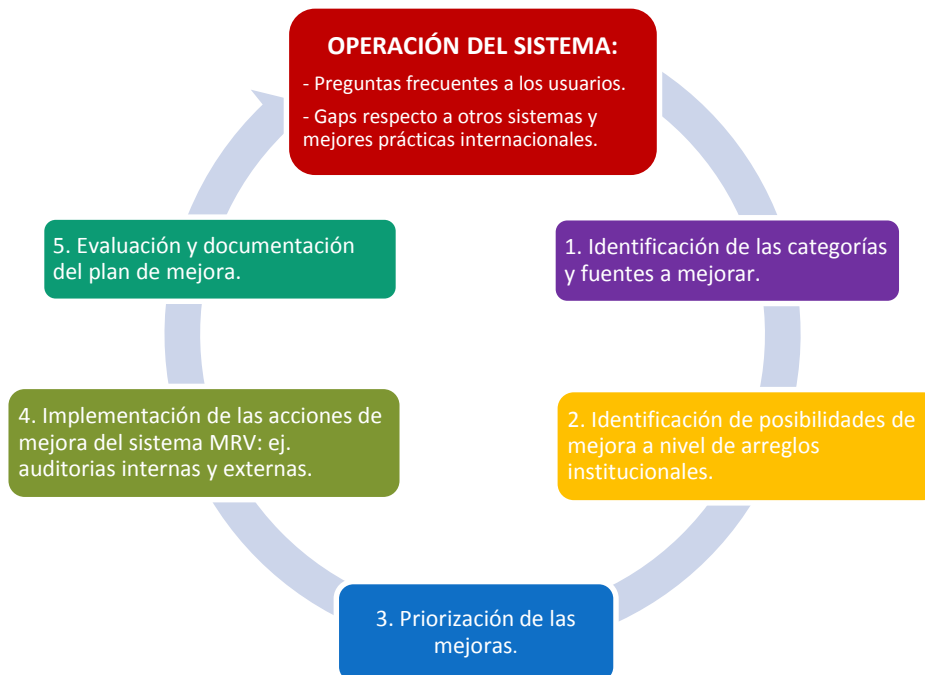 OPERACIÓN DEL SISTEMA:
- Preguntas frecuentes a los usuarios.
- Gaps respecto a otros sistemas y
mejores prácticas internacionales.
1. Identificación de las categorías
y fuentes a mejorar.
2. Identificación de posibilidades de
mejora a nivel de arreglos
institucionales.
3. Priorización de las
mejoras.
4. Implementación de las acciones de
mejora del sistema MRV: ej.
auditorias internas y externas.
5. Evaluación y documentación
del plan de mejora.